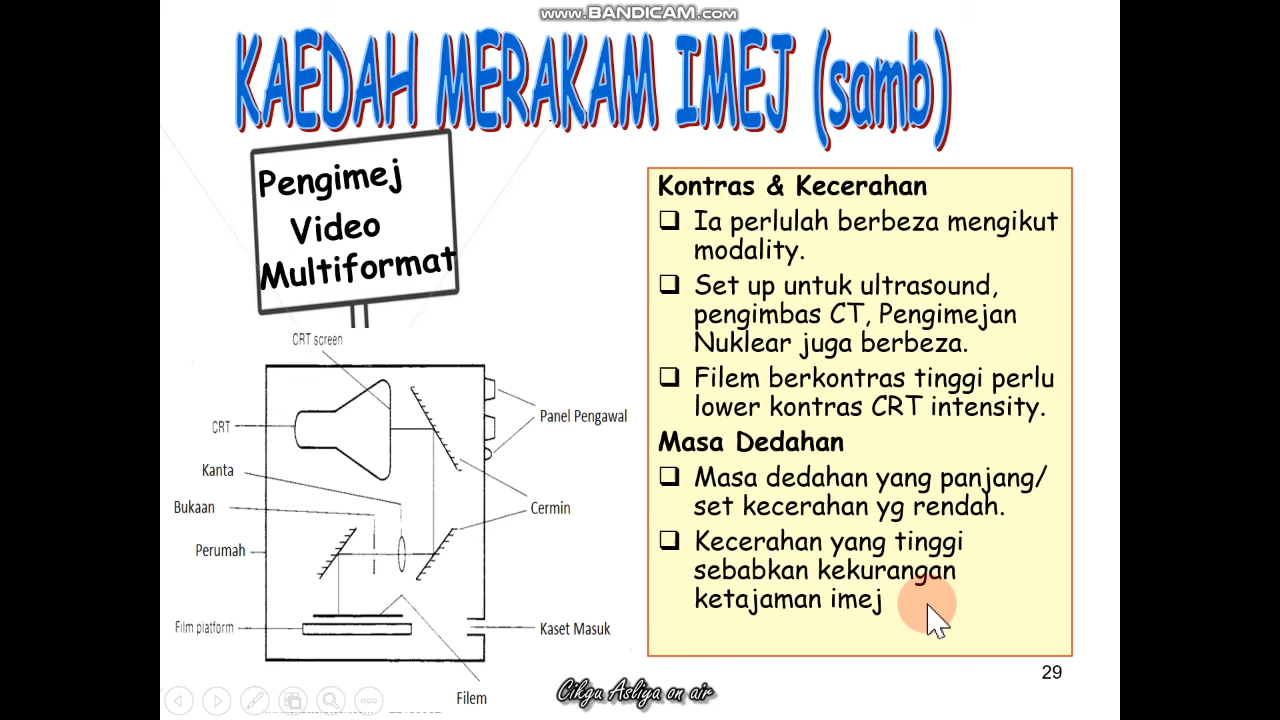 www.BANDICAM.com
KAEDAH MERAKAM IMEJ (samb)
Pengimej
Video
Multiformat
CRT screen
CRT
Kanta
Bukaan
Perumah
Film platform
Panel Pengawal
Cermin
Kaset Masuk
Filem
Kontras & Kecerahan
Ia perlulah berbeza mengikut
modality.
Set up untuk ultrasound,
pengimbas CT, Pengimejan
Nuklear juga berbeza.
Filem berkontras tinggi perlu
lower kontras CRT intensity.
Masa Dedahan
Masa dedahan yang panjang/
set kecerahan yg rendah.
Kecerahan yang tinggi
sebabkan kekurangan
ketajaman imej
29
Cikgu Asliya on air